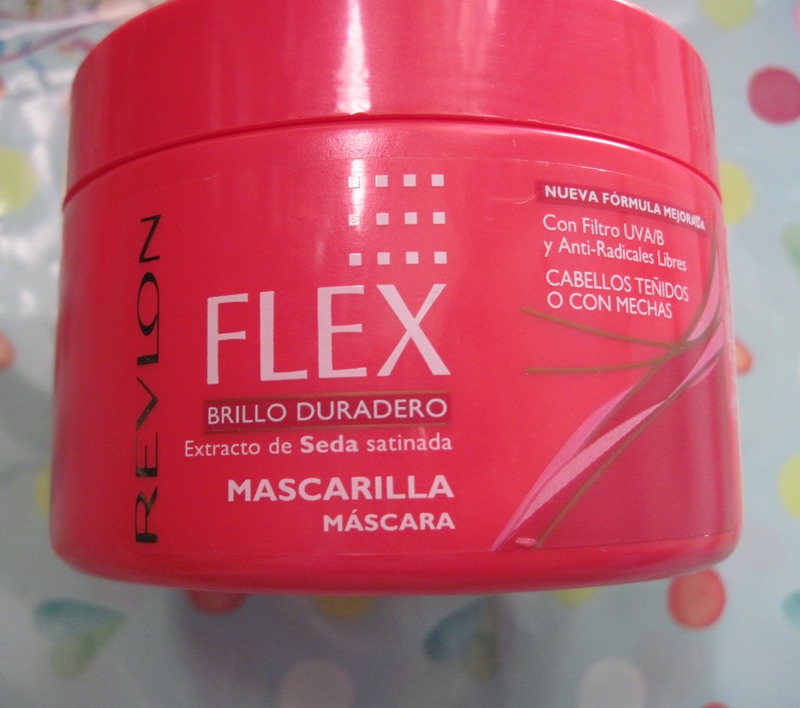 REVLON
FLEX
BRILLO DURADERO
Extracto de Seda satinada
MASCARILLA
MÁSCARA
NUEVA FÓRMULA MEJORADA
Con Filtro UVA/B
y Anti-Radicales Libres
CABELLOS TEÑIDOS
O CON MECHAS